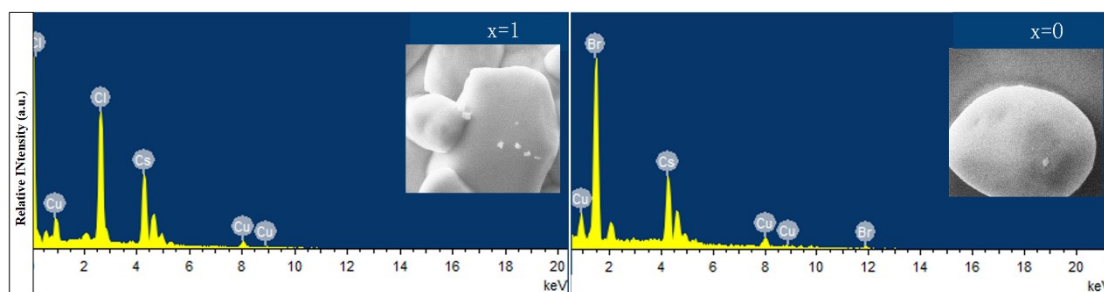 Relative INtensity (a.u.)
Cl
Cu
Cl
Cs
Cu
Cu
x=1
2 4 6 8 10 12 14 16 18 20
keV
Cu
Br
Cs
Cu
Cu
Br
x=0
2 4 6 8 10 12 14 16 18 20
keV